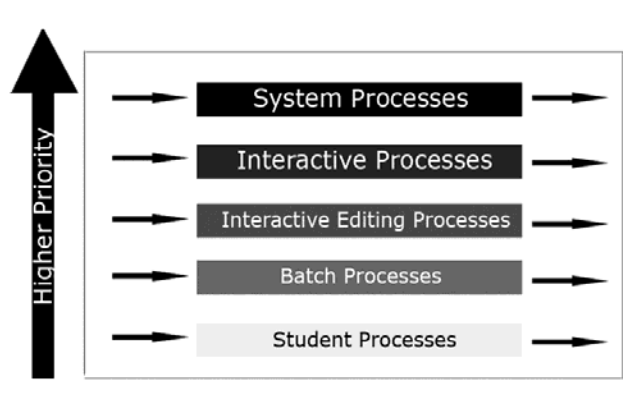 System Processes
Interactive Processes
Interactive Editing Processes
Batch Processes
Student Processes
Higher Priority